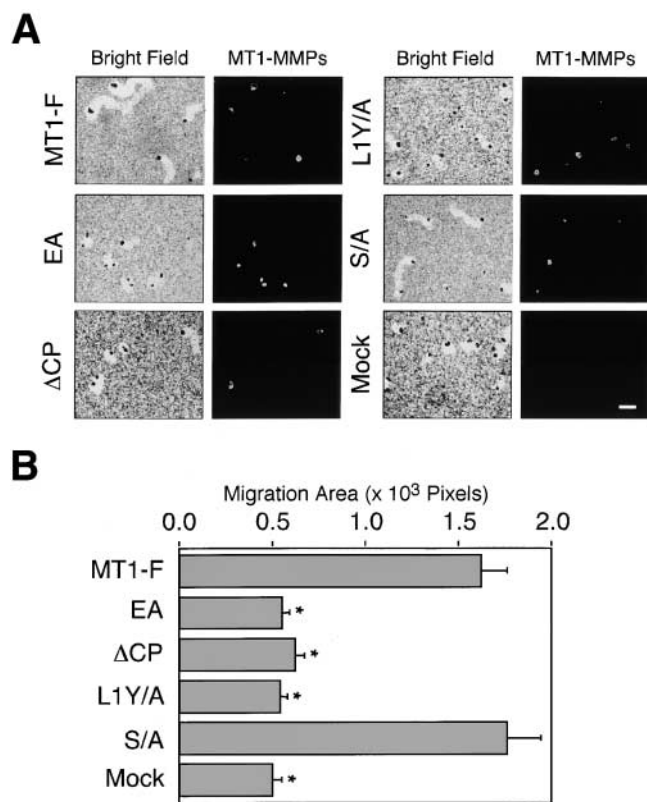 A
Bright Field MT1-MMPs Bright Field MT1-MMPs
MT1-F
L1Y/A
EA
S/A
ΔCP
Mock
B
Migration Area (x 10³ Pixels)
0.0 0.5 1.0 1.5 2.0
MT1-F
EA *
ΔCP *
L1Y/A *
S/A
Mock *